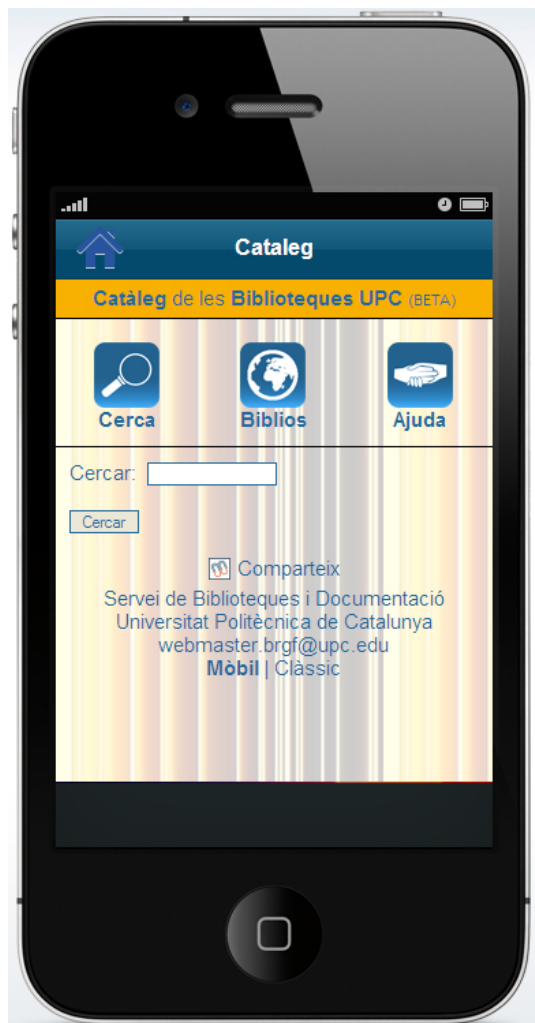 Cataleg
Catàleg de les Biblioteques UPC (BETA)
Cerca Biblios Ajuda
Cercar:
Cercar
Comparteix
Servei de Biblioteques i Documentació
Universitat Politècnica de Catalunya
webmaster.brgf@upc.edu
Mòbil | Clàssic